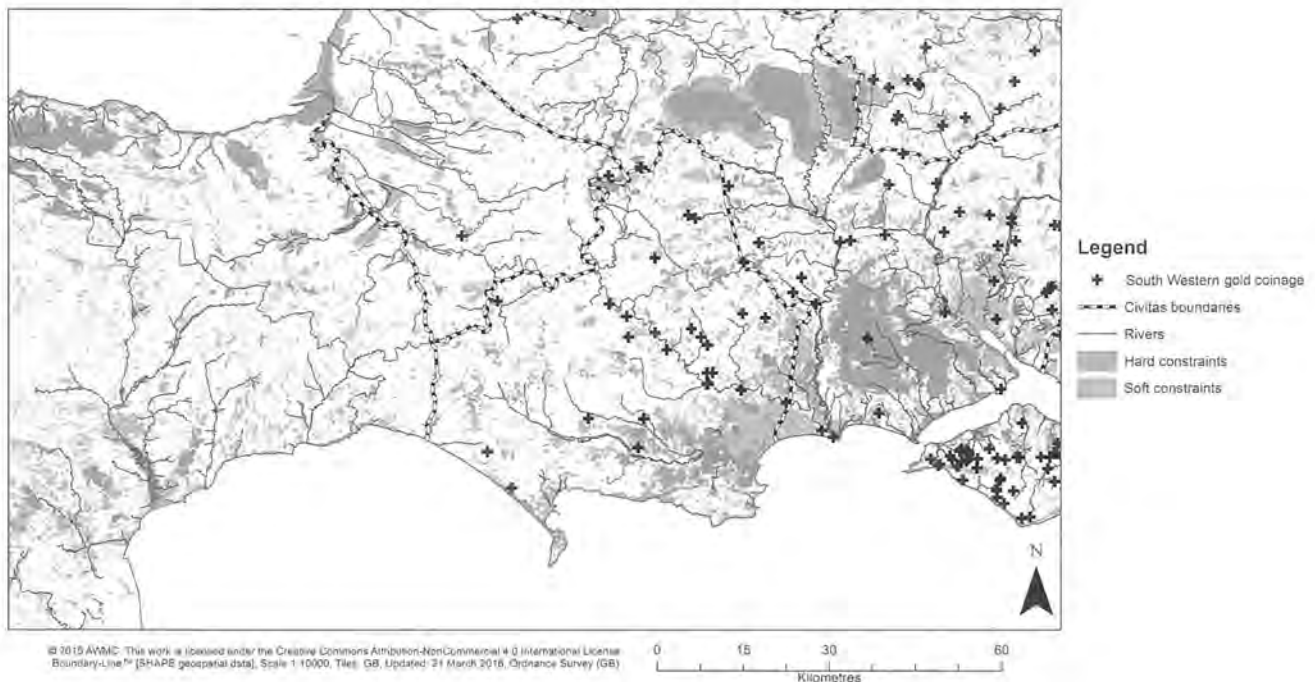 Legend
South Western gold coinage
Civitas boundaries
Rivers
Hard constraints
Soft constraints
N
© 2015 AWMC. This work is licensed under the Creative Commons Attribution-NonCommercial 4.0 International License
Boundary-Line™ [SHAPE geospatial data], Scale 1:10000, Tiles: GB, Updated: 21 March 2016, Ordnance Survey (GB)
0 15 30 60
Kilometres